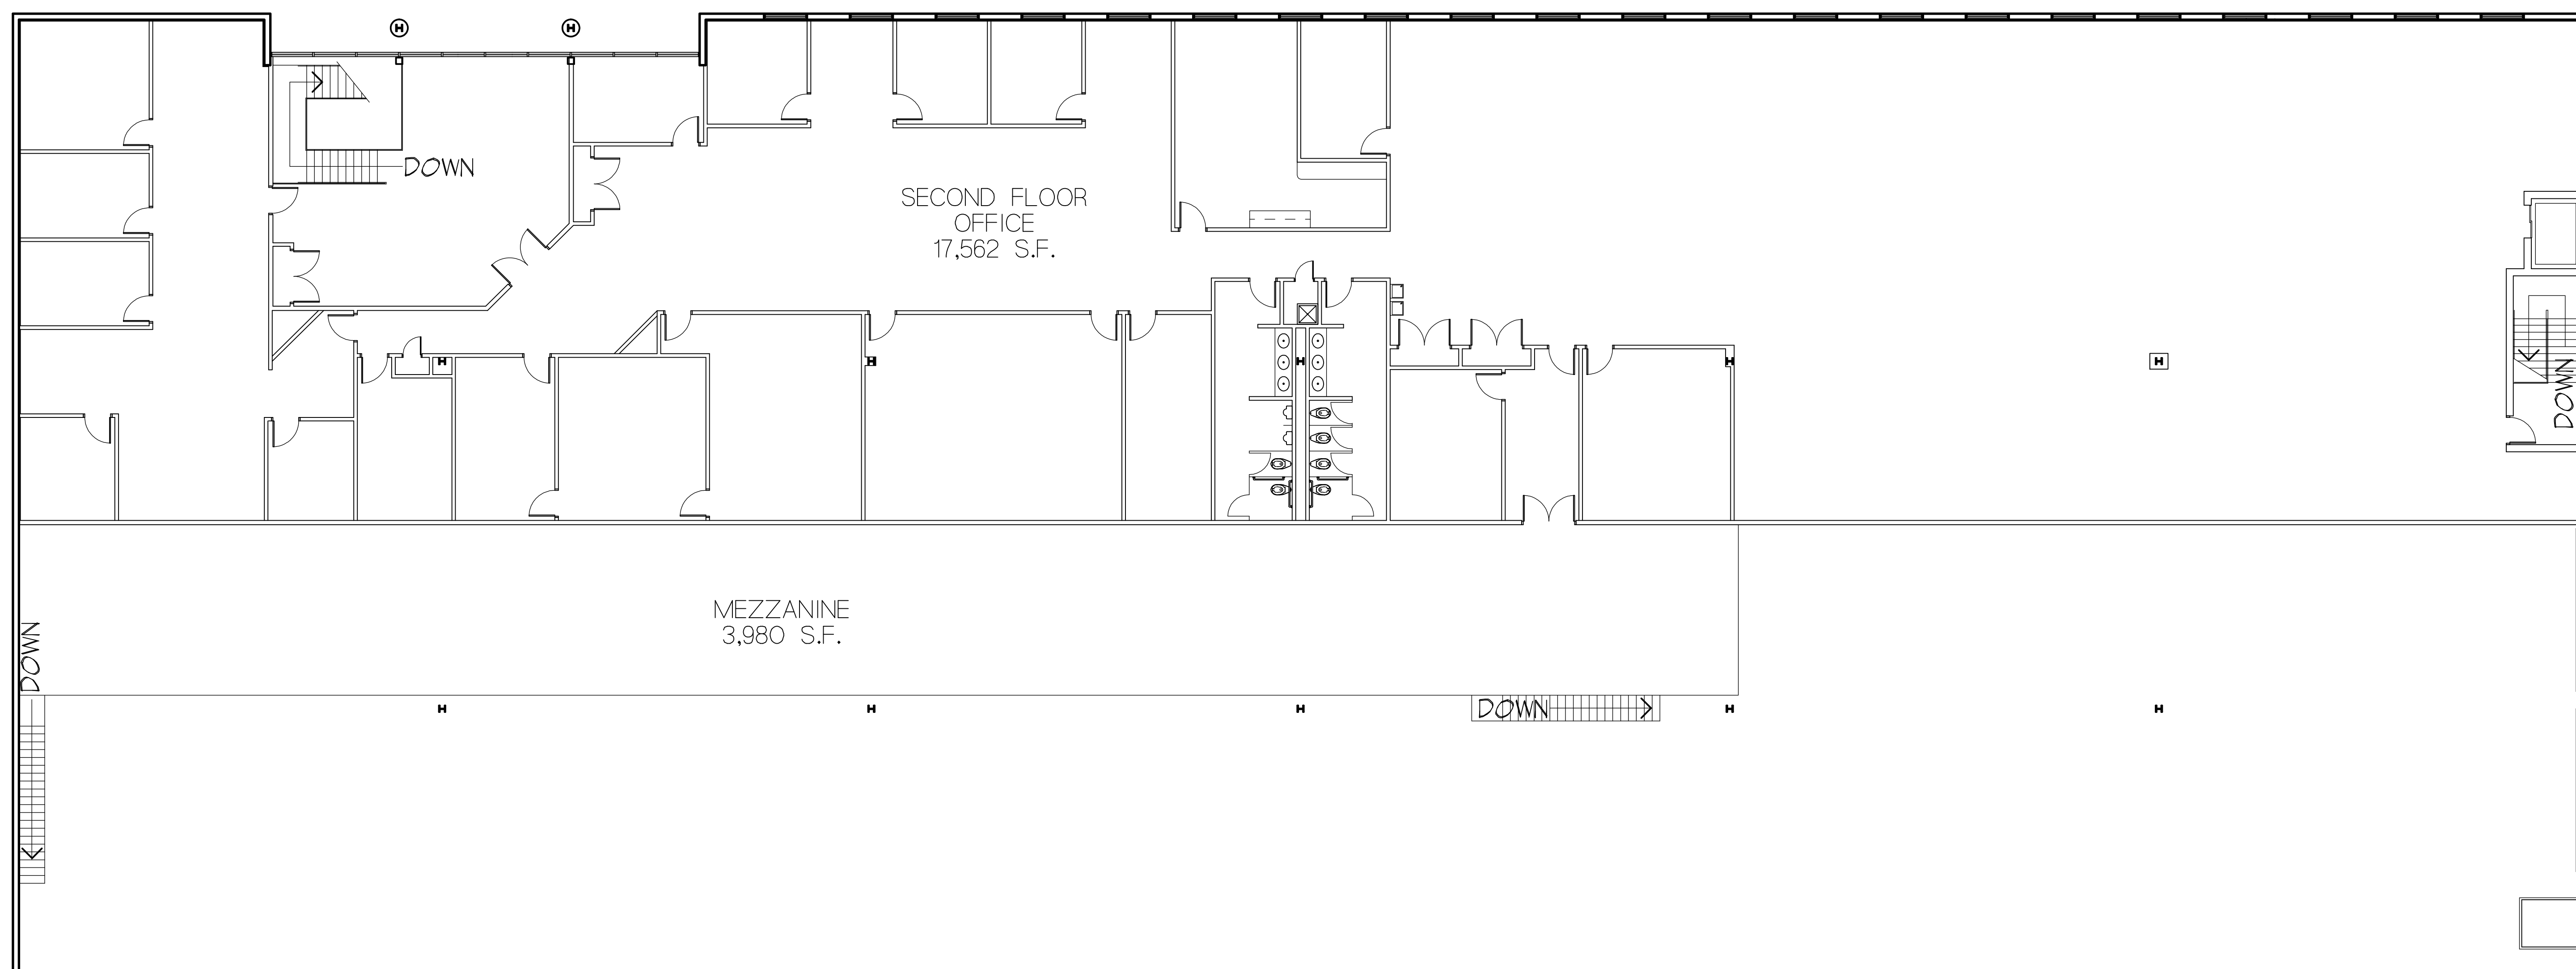 DOWN
SECOND FLOOR
OFFICE
17,562 S.F.
DOWN
MEZZANINE
3,980 S.F.
DOWN
DOWN